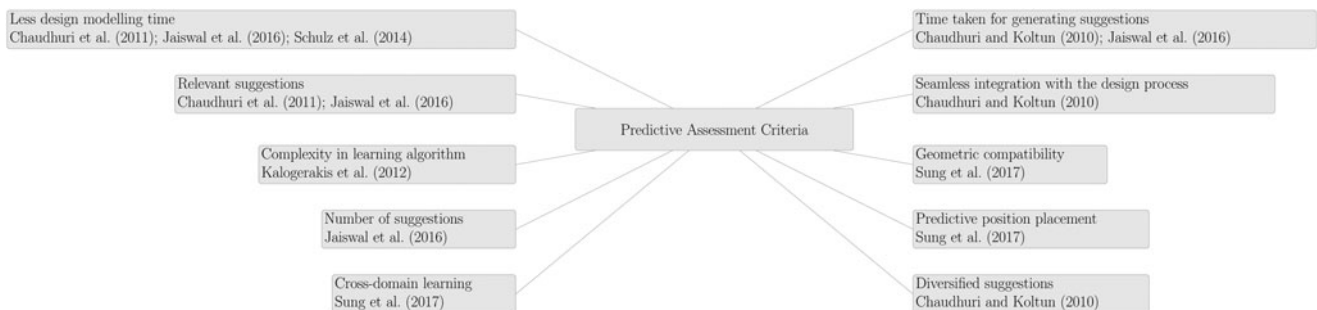 Less design modelling time
Chaudhuri et al. (2011); Jaiswal et al. (2016); Schulz et al. (2014)
Relevant suggestions
Chaudhuri et al. (2011); Jaiswal et al. (2016)
Complexity in learning algorithm
Kalogerakis et al. (2012)
Number of suggestions
Jaiswal et al. (2016)
Cross-domain learning
Sung et al. (2017)
Predictive Assessment Criteria
Time taken for generating suggestions
Chaudhuri and Koltun (2010); Jaiswal et al. (2016)
Seamless integration with the design process
Chaudhuri and Koltun (2010)
Geometric compatibility
Sung et al. (2017)
Predictive position placement
Sung et al. (2017)
Diversified suggestions
Chaudhuri and Koltun (2010)